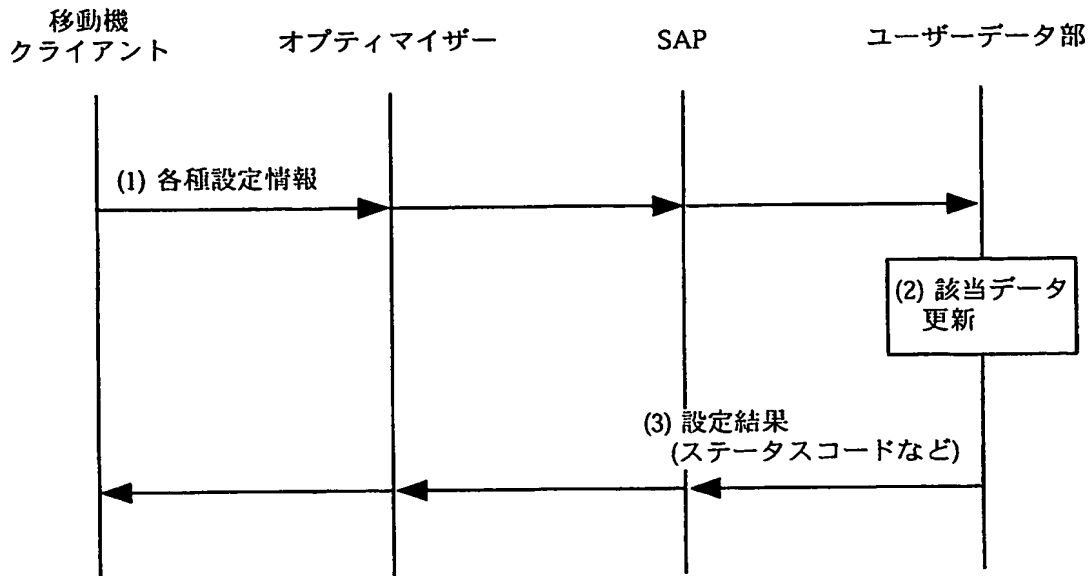 移動機
クライアント
オプティマイザー
SAP
ユーザーデータ部
(1) 各種設定情報
(2) 該当データ
更新
(3) 設定結果
(ステータスコードなど)